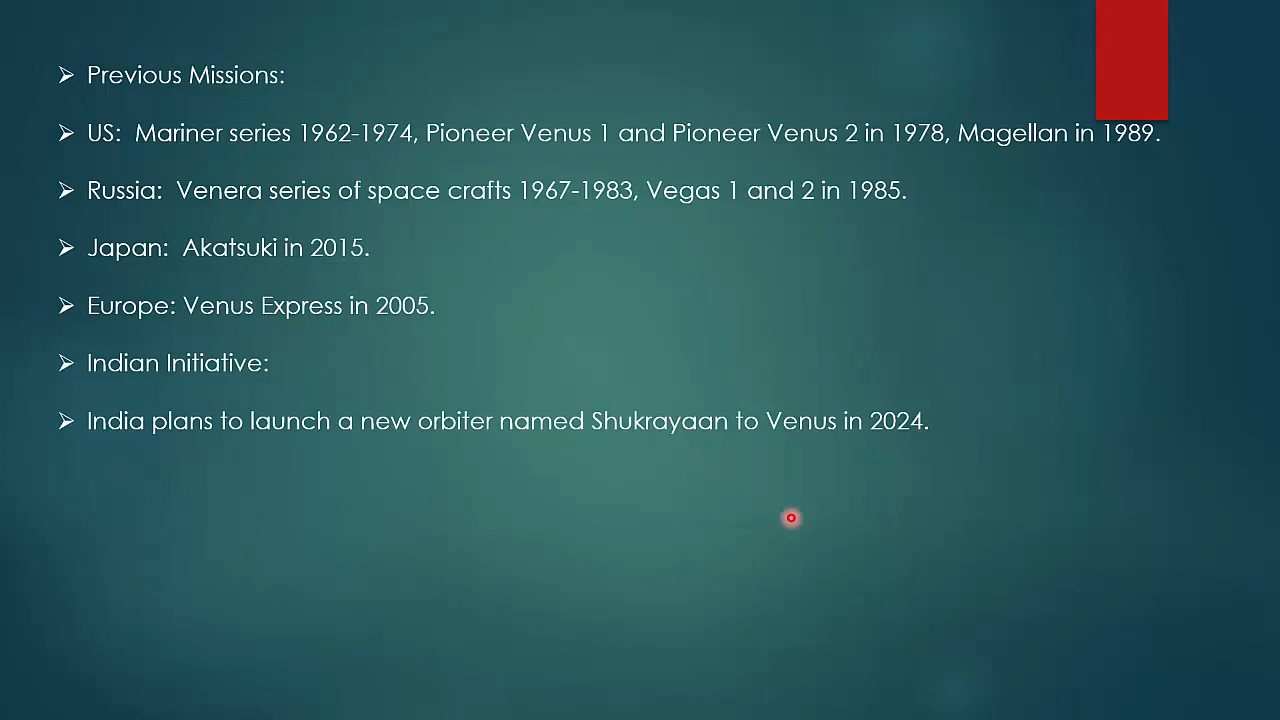 Previous Missions:
US:  Mariner series 1962-1974, Pioneer Venus 1 and Pioneer Venus 2 in 1978, Magellan in 1989.
Russia:  Venera series of space crafts 1967-1983, Vegas 1 and 2 in 1985.
Japan:  Akatsuki in 2015.
Europe: Venus Express in 2005.
Indian Initiative:
India plans to launch a new orbiter named Shukrayaan to Venus in 2024.